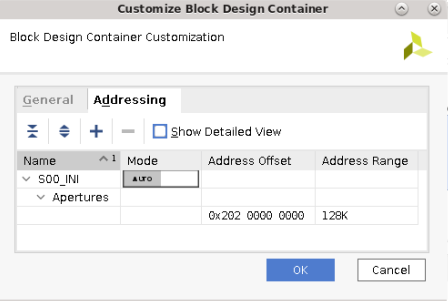 Customize Block Design Container
Block Design Container Customization
General Addressing
Show Detailed View
Name 1 Mode Address Offset Address Range
S00_INI AUTO
Apertures
0x202 0000 0000 128K
OK Cancel